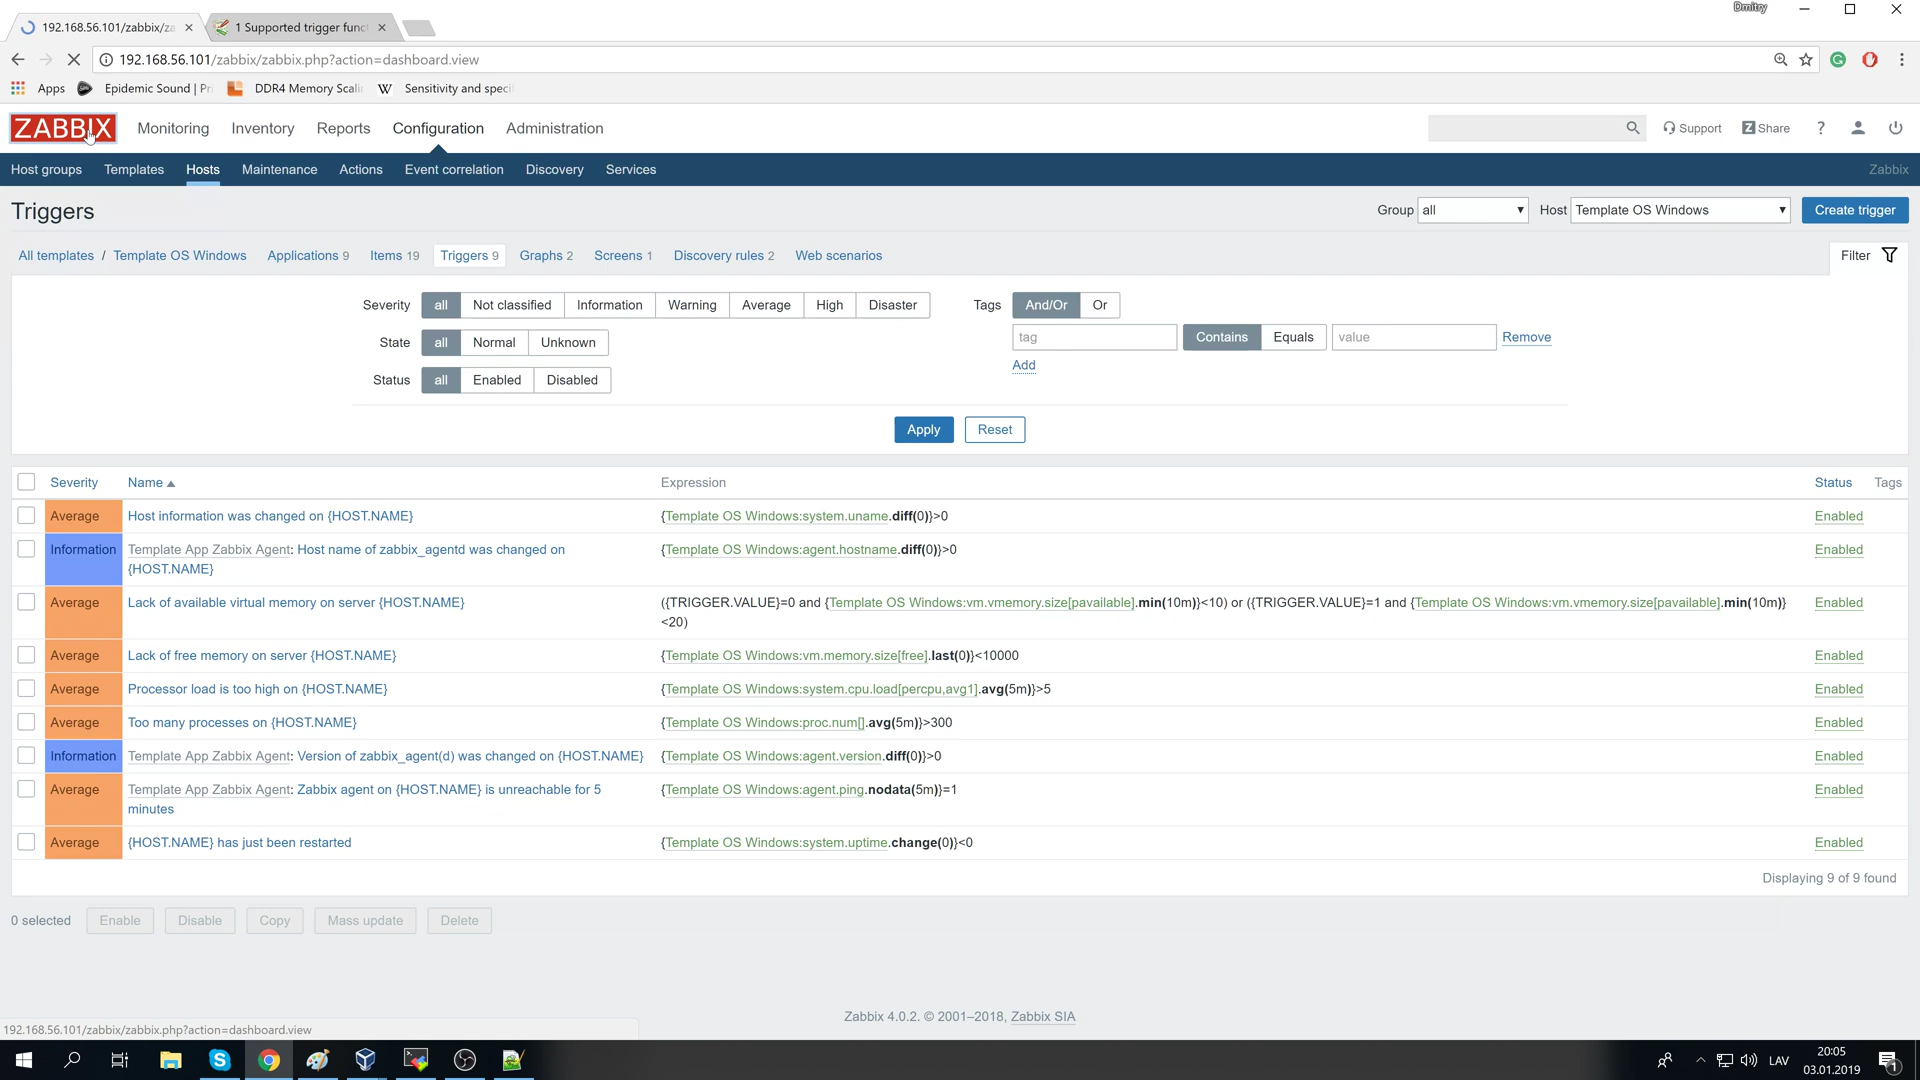 Dmitry
192.168.56.101/zabbix/za
1 Supported trigger funct
192.168.56.101/zabbix/zabbix.php?action=dashboard.view
Apps Epidemic Sound | Pr DDR4 Memory Scali W Sensitivity and speci
ZABBIX Monitoring Inventory Reports Configuration Administration Support Z Share ?
Host groups Templates Hosts Maintenance Actions Event correlation Discovery Services Zabbix
Triggers Group all Host Template OS Windows Create trigger
All templates / Template OS Windows Applications 9 Items 19 Triggers 9 Graphs 2 Screens 1 Discovery rules 2 Web scenarios Filter
Severity all Not classified Information Warning Average High Disaster Tags And/Or Or
tag Contains Equals value Remove
State all Normal Unknown
Add
Status all Enabled Disabled
Apply Reset
Severity Name Expression Status Tags
Average Host information was changed on {HOST.NAME} {Template OS Windows:system.uname.diff(0)}>0 Enabled
Information Template App Zabbix Agent: Host name of zabbix_agentd was changed on {Template OS Windows:agent.hostname.diff(0)}>0 Enabled
{HOST.NAME}
Average Lack of available virtual memory on server {HOST.NAME} ({TRIGGER.VALUE}=0 and {Template OS Windows:vm.vmemory.size[pavailable].min(10m)}<10) or ({TRIGGER.VALUE}=1 and {Template OS Windows:vm.vmemory.size[pavailable].min(10m)} Enabled
<20)
Average Lack of free memory on server {HOST.NAME} {Template OS Windows:vm.memory.size[free].last(0)}<10000 Enabled
Average Processor load is too high on {HOST.NAME} {Template OS Windows:system.cpu.load[percpu,avg1].avg(5m)}>5 Enabled
Average Too many processes on {HOST.NAME} {Template OS Windows:proc.num[].avg(5m)}>300 Enabled
Information Template App Zabbix Agent: Version of zabbix_agent(d) was changed on {HOST.NAME} {Template OS Windows:agent.version.diff(0)}>0 Enabled
Average Template App Zabbix Agent: Zabbix agent on {HOST.NAME} is unreachable for 5 {Template OS Windows:agent.ping.nodata(5m)}=1 Enabled
minutes
Average {HOST.NAME} has just been restarted {Template OS Windows:system.uptime.change(0)}<0 Enabled
Displaying 9 of 9 found
0 selected Enable Disable Copy Mass update Delete
Zabbix 4.0.2. © 2001–2018, Zabbix SIA
192.168.56.101/zabbix/zabbix.php?action=dashboard.view
LAV
20:05
03.01.2019
1